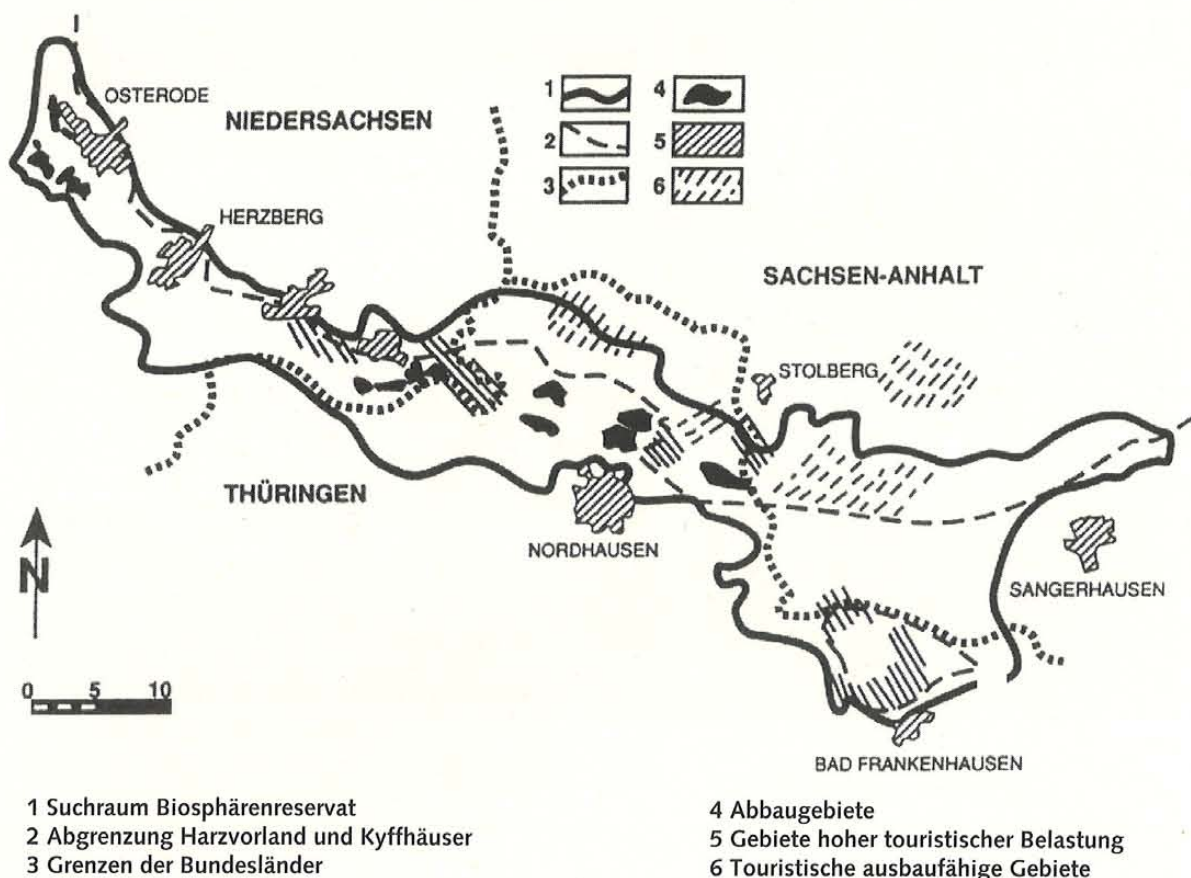 OSTERODE
NIEDERSACHSEN
1
4
2
5
3
6
HERZBERG
SACHSEN-ANHALT
STOLBERG
THÜRINGEN
NORDHAUSEN
N
SANGERHAUSEN
0 5 10
BAD FRANKENHAUSEN
1 Suchraum Biosphärenreservat
2 Abgrenzung Harzvorland und Kyffhäuser
3 Grenzen der Bundesländer
4 Abbaugebiete
5 Gebiete hoher touristischer Belastung
6 Touristische ausbaufähige Gebiete